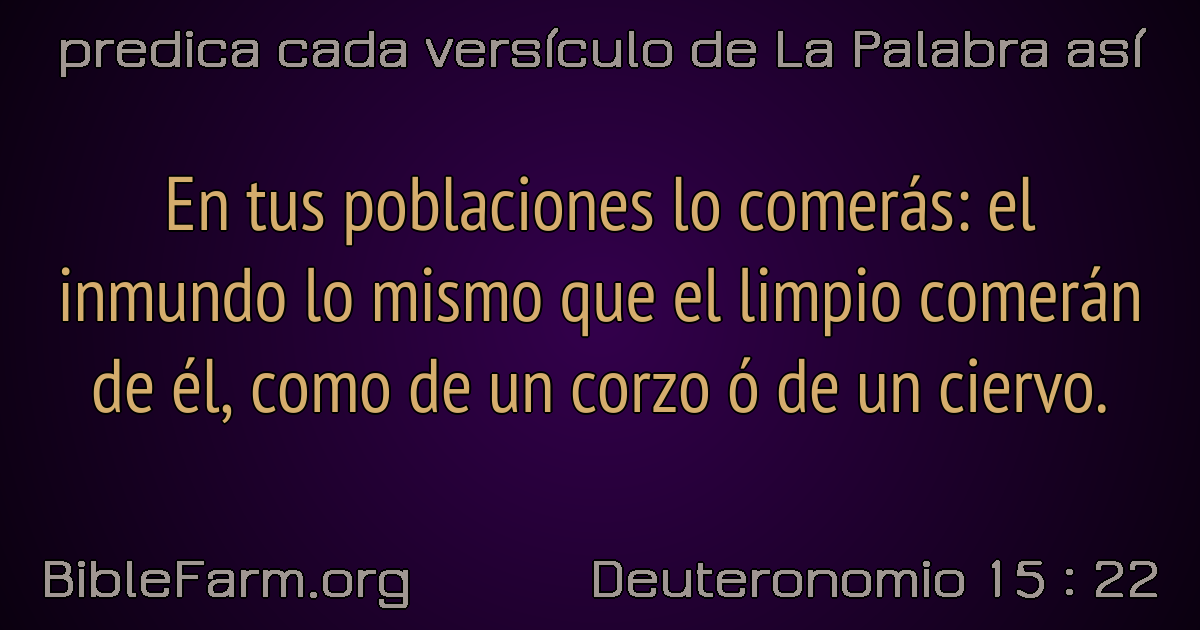 predica cada versículo de La Palabra así
En tus poblaciones lo comerás: el
inmundo lo mismo que el limpio comerán
de él, como de un corzo ó de un ciervo.
BibleFarm.org
Deuteronomio 15 : 22